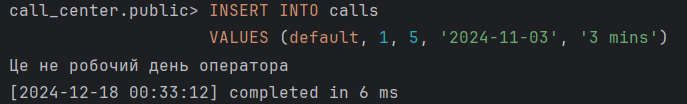 call_center.public> INSERT INTO calls
VALUES (default, 1, 5, '2024-11-03', '3 mins')
Це не робочий день оператора
[2024-12-18 00:33:12] completed in 6 ms